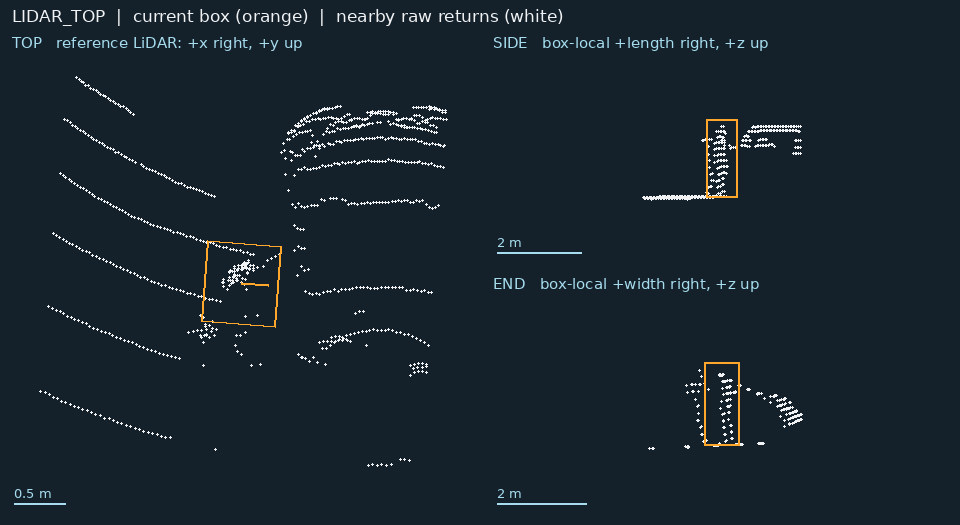 LIDAR_TOP | current box (orange) | nearby raw returns (white)
TOP reference LiDAR: +x right, +y up
SIDE box-local +length right, +z up
2 m
END box-local +width right, +z up
0.5 m
2 m